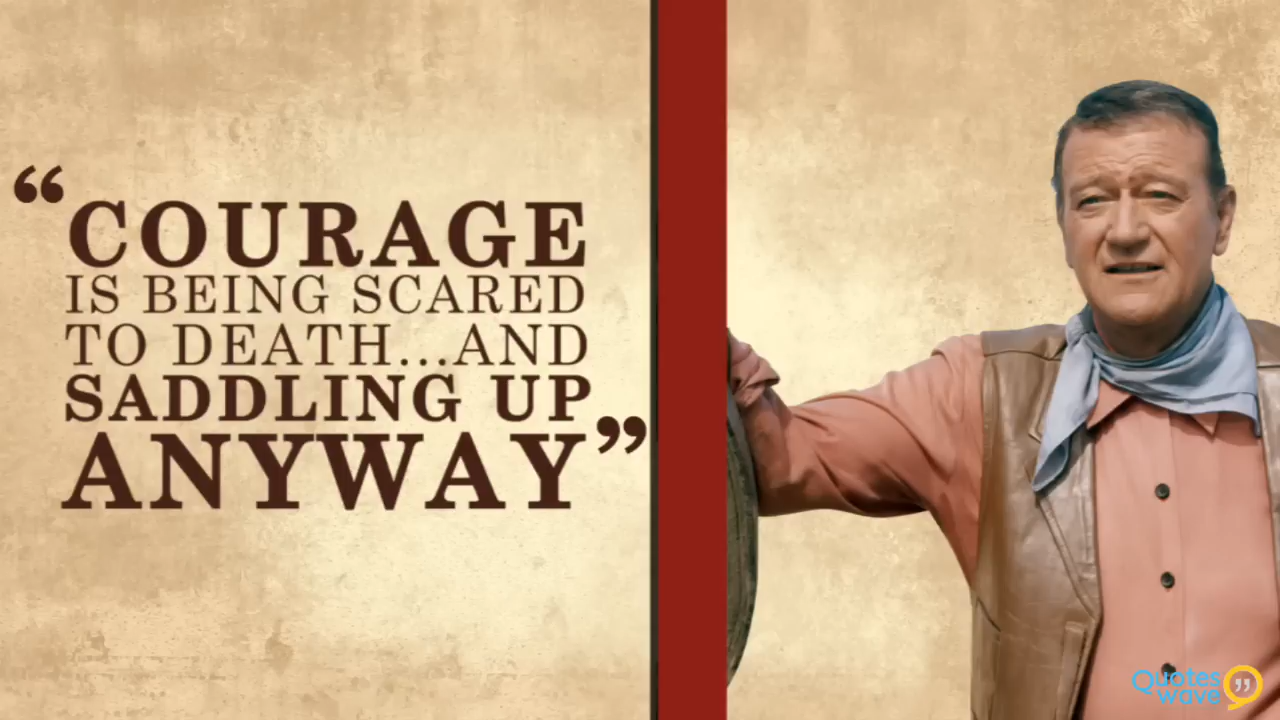 “COURAGE
IS BEING SCARED
TO DEATH...AND
SADDLING UP
ANYWAY”
Quotes
wave